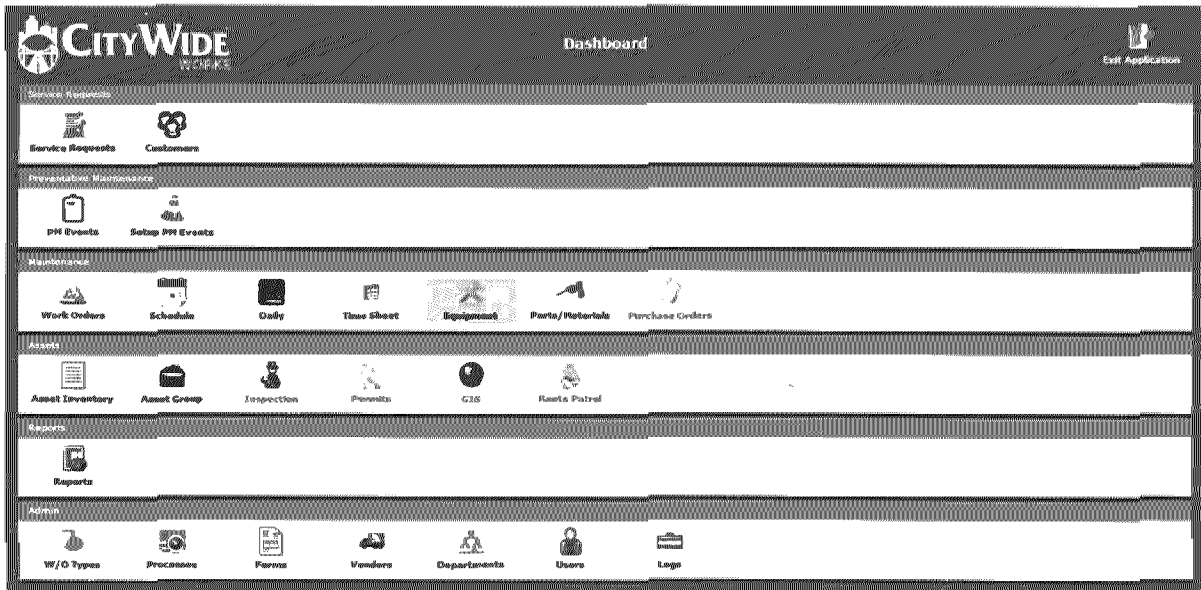 CITYWIDE
WORKS
Dashboard
Exit Application
Service Requests
Service Requests Customers
Preventative Maintenance
PM Events Setup PM Events
Maintenance
Work Orders Schedule Daily Time Sheet Equipment Parts/Materials Purchase Orders
Assets
Asset Inventory Asset Group Inspection Permits GIS Route Patrol
Reports
Reports
Admin
W/O Types Processes Forms Vendors Departments Users Logs